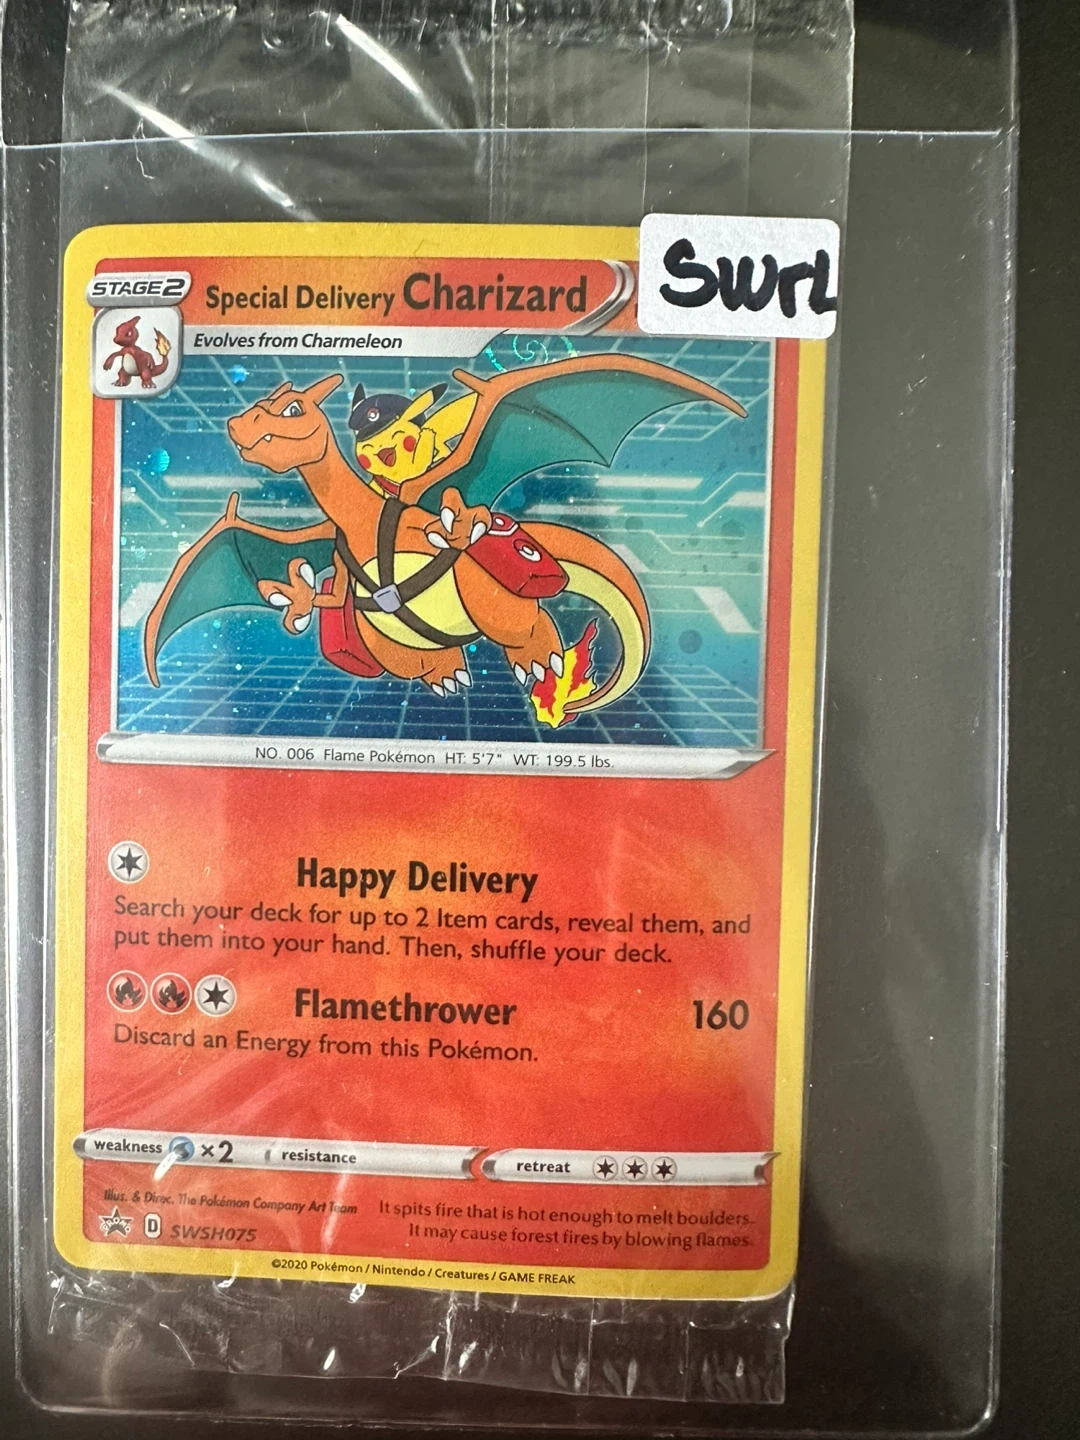 SWrL
STAGE2
Special Delivery Charizard
Evolves from Charmeleon
NO. 006 Flame Pokémon HT: 5'7" WT: 199.5 lbs.
Happy Delivery
Search your deck for up to 2 Item cards, reveal them, and
put them into your hand. Then, shuffle your deck.
Flamethrower 160
Discard an Energy from this Pokémon.
weakness ×2 resistance retreat
Illus. & Direc. The Pokémon Company Art Team
It spits fire that is hot enough to melt boulders.
It may cause forest fires by blowing flames.
PROMO D SWSH075
©2020 Pokémon / Nintendo / Creatures / GAME FREAK